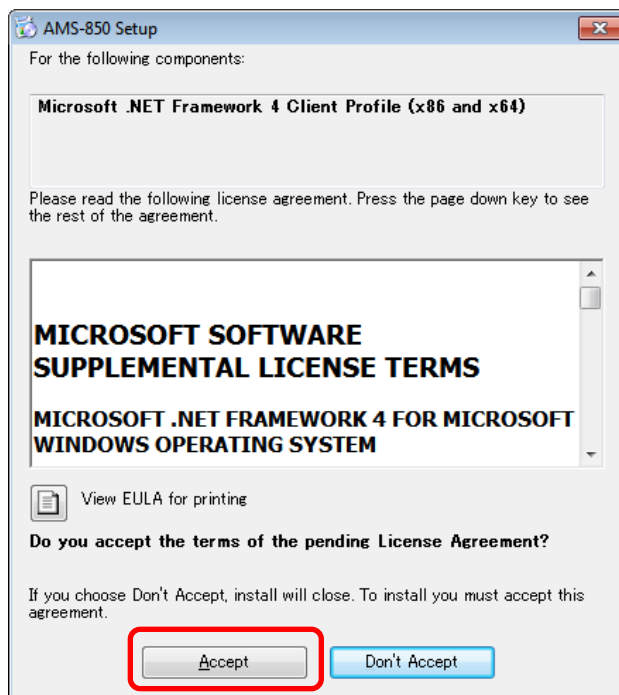 AMS-850 Setup
For the following components:
Microsoft .NET Framework 4 Client Profile (x86 and x64)
Please read the following license agreement. Press the page down key to see
the rest of the agreement.
MICROSOFT SOFTWARE
SUPPLEMENTAL LICENSE TERMS
MICROSOFT .NET FRAMEWORK 4 FOR MICROSOFT
WINDOWS OPERATING SYSTEM
View EULA for printing
Do you accept the terms of the pending License Agreement?
If you choose Don't Accept, install will close. To install you must accept this
agreement.
Accept Don't Accept